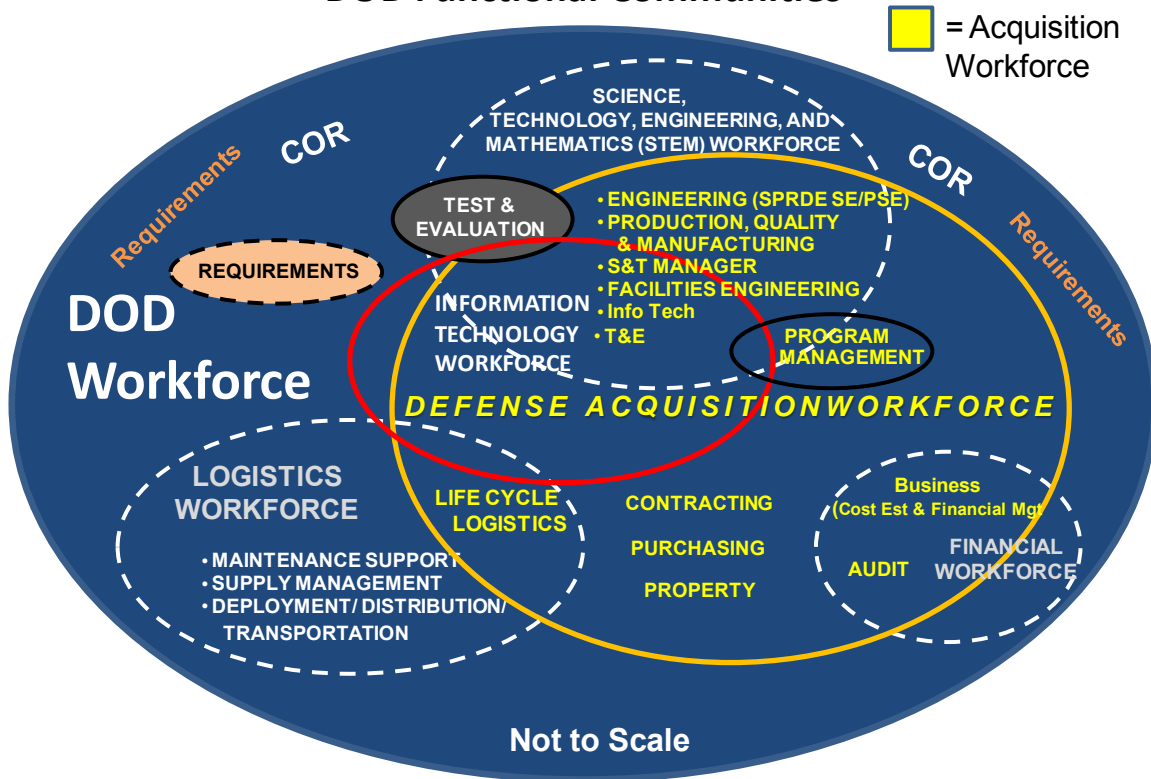 DOD Functional Communities
= Acquisition
Workforce
SCIENCE,
TECHNOLOGY, ENGINEERING, AND
MATHEMATICS (STEM) WORKFORCE
COR
COR
Requirements
Requirements
TEST &
EVALUATION
• ENGINEERING (SPRDE SE/PSE)
• PRODUCTION, QUALITY
& MANUFACTURING
• S&T MANAGER
• FACILITIES ENGINEERING
• Info Tech
• T&E
REQUIREMENTS
INFORMATION
TECHNOLOGY
WORKFORCE
PROGRAM
MANAGEMENT
DOD
Workforce
DEFENSE ACQUISITIONWORKFORCE
LOGISTICS
WORKFORCE
LIFE CYCLE
LOGISTICS
• MAINTENANCE SUPPORT
• SUPPLY MANAGEMENT
• DEPLOYMENT/ DISTRIBUTION/
TRANSPORTATION
CONTRACTING
PURCHASING
PROPERTY
Business
(Cost Est & Financial Mgt
AUDIT
FINANCIAL
WORKFORCE
Not to Scale